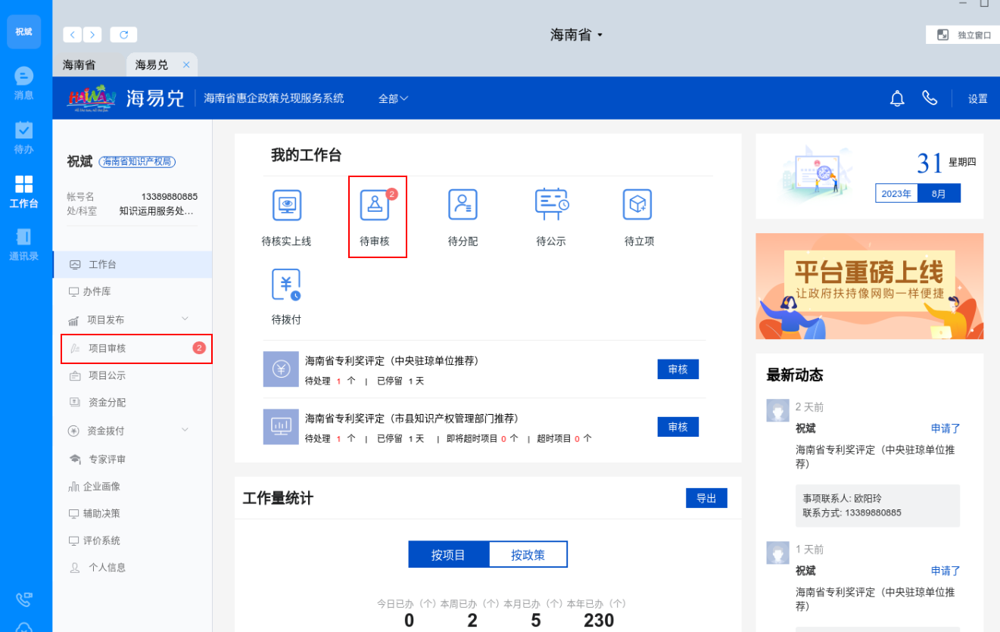 祝斌
消息
待办
工作台
通讯录
海南省
独立窗口
海南省
海易兑
HAINAN
海易兑
海南省惠企政策兑现服务系统
全部
设置
祝斌
海南省知识产权局
帐号名 13389880885
处/科室 知识运用服务处...
工作台
办件库
项目发布
项目审核 2
项目公示
资金分配
资金拨付
专家评审
企业画像
辅助决策
评价系统
个人信息
我的工作台
2
待核实上线
待审核
待分配
待公示
待立项
待拨付
海南省专利奖评定（中央驻琼单位推荐）
待处理 1 个 | 已停留 1 天
审核
海南省专利奖评定（市县知识产权管理部门推荐）
待处理 1 个 | 已停留 1 天 | 即将超时项目 0 个 | 超时项目 0 个
审核
工作量统计
导出
按项目
按政策
今日已办（个）
本周已办（个）
本月已办（个）
本年已办（个）
0
2
5
230
31 星期四
2023年 8月
平台重磅上线
让政府扶持像网购一样便捷
最新动态
2 天前
祝斌 申请了
海南省专利奖评定（中央驻琼单位推
荐）
事项联系人: 欧阳玲
联系方式: 13389880885
1 天前
祝斌 申请了
海南省专利奖评定（中央驻琼单位推
荐）